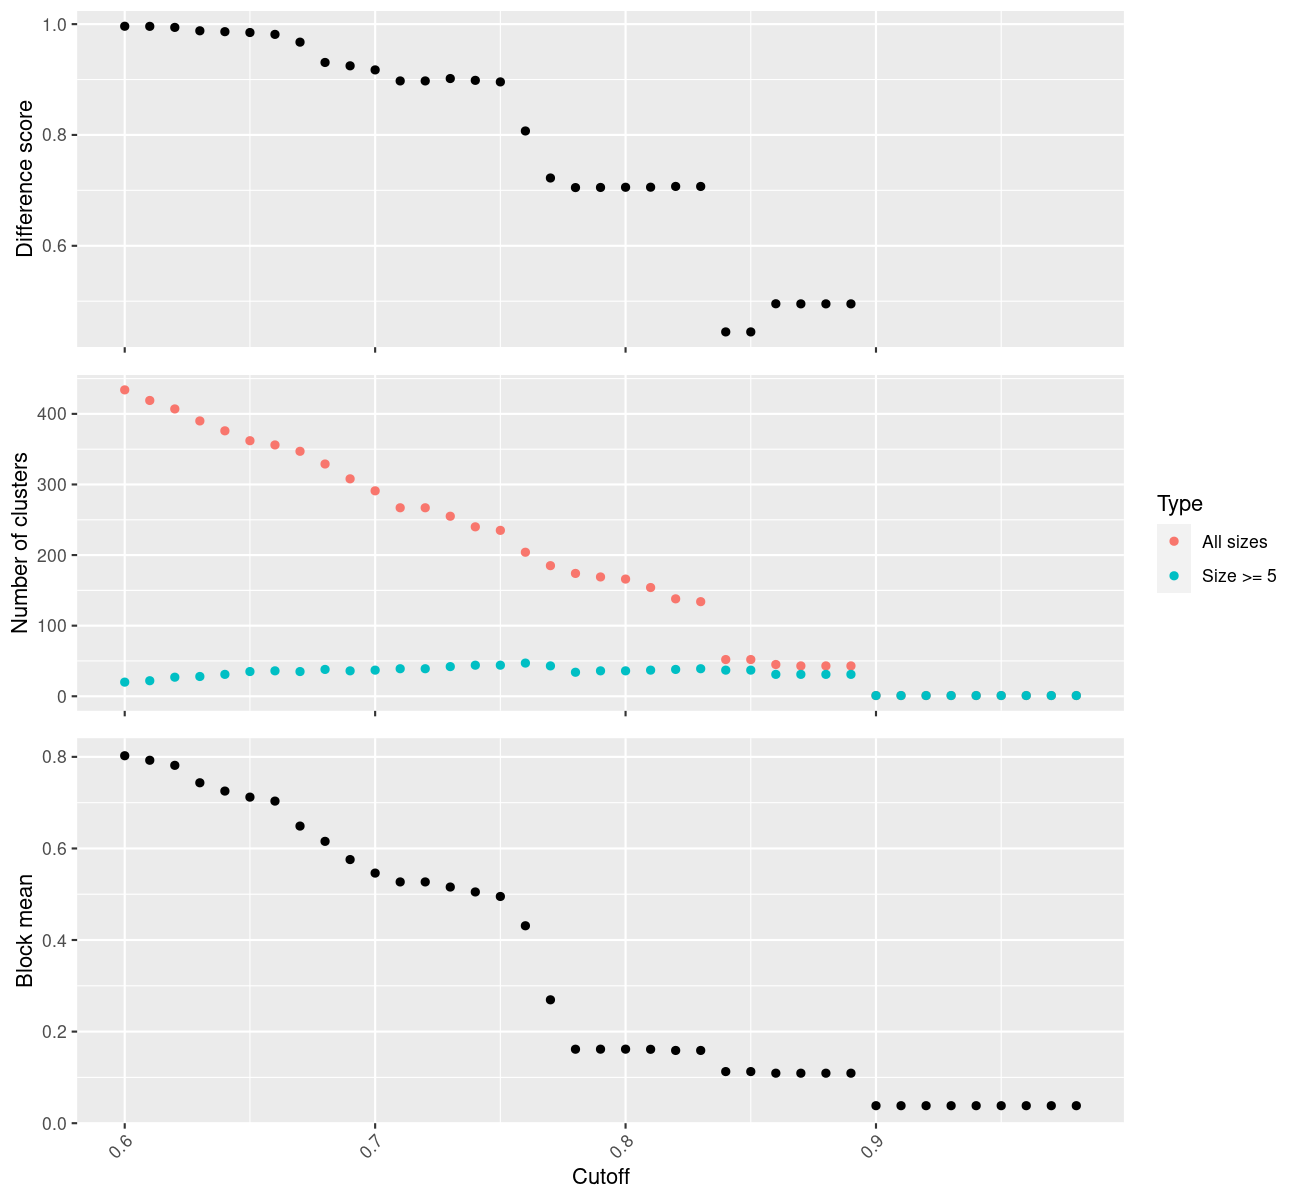 1.0
0.8
0.6
Difference score
400
300
200
100
0
Number of clusters
Type
All sizes
Size >= 5
0.8
0.6
0.4
0.2
0.0
Block mean
0.6 0.7 0.8 0.9
Cutoff